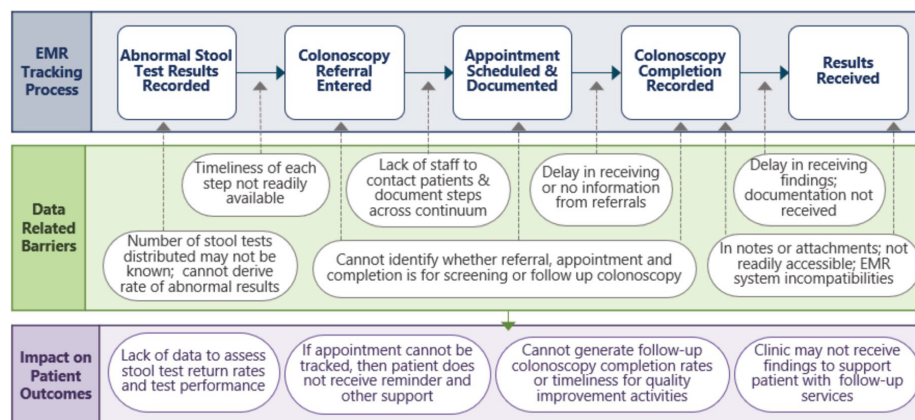 EMR
Tracking
Process
Abnormal Stool
Test Results
Recorded
Colonoscopy
Referral
Entered
Appointment
Scheduled &
Documented
Colonoscopy
Completion
Recorded
Results
Received
Data
Related
Barriers
Timeliness of each
step not readily
available
Lack of staff to
contact patients &
document steps
across continuum
Delay in receiving
or no information
from referrals
Delay in receiving
findings;
documentation not
received
Number of stool tests
distributed may not be
known; cannot derive
rate of abnormal results
Cannot identify whether referral, appointment and
completion is for screening or follow up colonoscopy
In notes or attachments; not
readily accessible; EMR
system incompatibilities
Impact on
Patient
Outcomes
Lack of data to assess
stool test return rates
and test performance
If appointment cannot be
tracked, then patient does
not receive reminder and
other support
Cannot generate follow-up
colonoscopy completion rates
or timeliness for quality
improvement activities
Clinic may not receive
findings to support
patient with follow-up
services